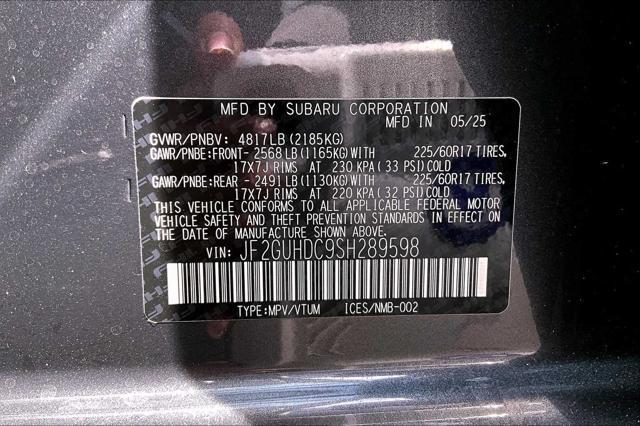 MFD BY SUBARU CORPORATION
MFD IN 05/25
GVWR/PNBV: 4817LB(2185KG)
GAWR/PNBE:FRONT- 2568LB(1165KG)WITH 225/60R17 TIRES,
17X7J RIMS AT 230 KPA( 33 PSI)COLD
GAWR/PNBE:REAR - 2491LB(1130KG)WITH 225/60R17 TIRES,
17X7J RIMS AT 220 KPA( 32 PSI)COLD
THIS VEHICLE CONFORMS TO ALL APPLICABLE FEDERAL MOTOR
VEHICLE SAFETY AND THEFT PREVENTION STANDARDS IN EFFECT ON
THE DATE OF MANUFACTURE SHOWN ABOVE.
VIN: JF2GUHDC9SH289598
TYPE:MPV/VTUM ICES/NMB-002